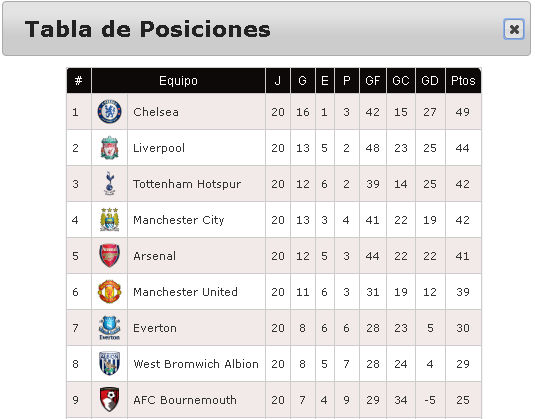 Tabla de Posiciones
# Equipo J G E P GF GC GD Ptos
1 Chelsea 20 16 1 3 42 15 27 49
2 Liverpool 20 13 5 2 48 23 25 44
3 Tottenham Hotspur 20 12 6 2 39 14 25 42
4 Manchester City 20 13 3 4 41 22 19 42
5 Arsenal 20 12 5 3 44 22 22 41
6 Manchester United 20 11 6 3 31 19 12 39
7 Everton 20 8 6 6 28 23 5 30
8 West Bromwich Albion 20 8 5 7 28 24 4 29
9 AFC Bournemouth 20 7 4 9 29 34 -5 25